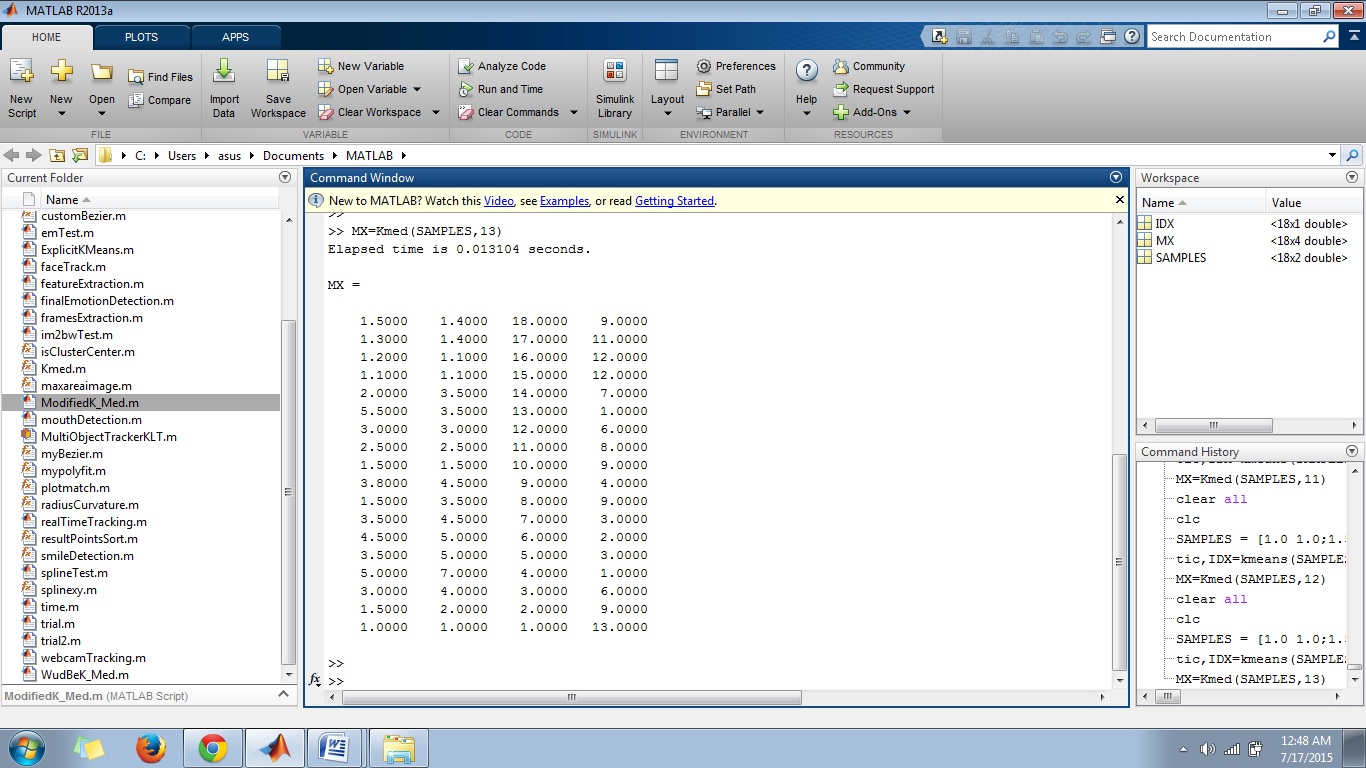 MATLAB R2013a
HOME PLOTS APPS
Search Documentation
New Script
New
Open
Find Files
Compare
FILE
Import Data
Save Workspace
New Variable
Open Variable
Clear Workspace
VARIABLE
Analyze Code
Run and Time
Clear Commands
CODE
Simulink Library
SIMULINK
Layout
Preferences
Set Path
Parallel
ENVIRONMENT
?
Help
Community
Request Support
Add-Ons
RESOURCES
C: Users asus Documents MATLAB
Current Folder
Name
customBezier.m
emTest.m
ExplicitKMeans.m
faceTrack.m
featureExtraction.m
finalEmotionDetection.m
framesExtraction.m
im2bwTest.m
isClusterCenter.m
Kmed.m
maxareaimage.m
ModifiedK_Med.m
mouthDetection.m
MultiObjectTrackerKLT.m
myBezier.m
mypolyfit.m
plotmatch.m
radiusCurvature.m
realTimeTracking.m
resultPointsSort.m
smileDetection.m
splineTest.m
splinexy.m
time.m
trial.m
trial2.m
webcamTracking.m
WudBeK_Med.m
ModifiedK_Med.m (MATLAB Script)
Command Window
New to MATLAB? Watch this Video, see Examples, or read Getting Started.
>>
>> MX=Kmed(SAMPLES,13)
Elapsed time is 0.013104 seconds.
MX =
1.5000 1.4000 18.0000 9.0000
1.3000 1.4000 17.0000 11.0000
1.2000 1.1000 16.0000 12.0000
1.1000 1.1000 15.0000 12.0000
2.0000 3.5000 14.0000 7.0000
5.5000 3.5000 13.0000 1.0000
3.0000 3.0000 12.0000 6.0000
2.5000 2.5000 11.0000 8.0000
1.5000 1.5000 10.0000 9.0000
3.8000 4.5000 9.0000 4.0000
1.5000 3.5000 8.0000 9.0000
3.5000 4.5000 7.0000 3.0000
4.5000 5.0000 6.0000 2.0000
3.5000 5.0000 5.0000 3.0000
5.0000 7.0000 4.0000 1.0000
3.0000 4.0000 3.0000 6.0000
1.5000 2.0000 2.0000 9.0000
1.0000 1.0000 1.0000 13.0000
>>
fx >>
Workspace
Name Value
IDX <18x1 double>
MX <18x4 double>
SAMPLES <18x2 double>
Command History
MX=Kmed(SAMPLES,11)
clear all
clc
SAMPLES = [1.0 1.0;1.
tic,IDX=kmeans(SAMPLE
MX=Kmed(SAMPLES,12)
clear all
clc
SAMPLES = [1.0 1.0;1.
tic,IDX=kmeans(SAMPLE
MX=Kmed(SAMPLES,13)
12:48 AM
7/17/2015